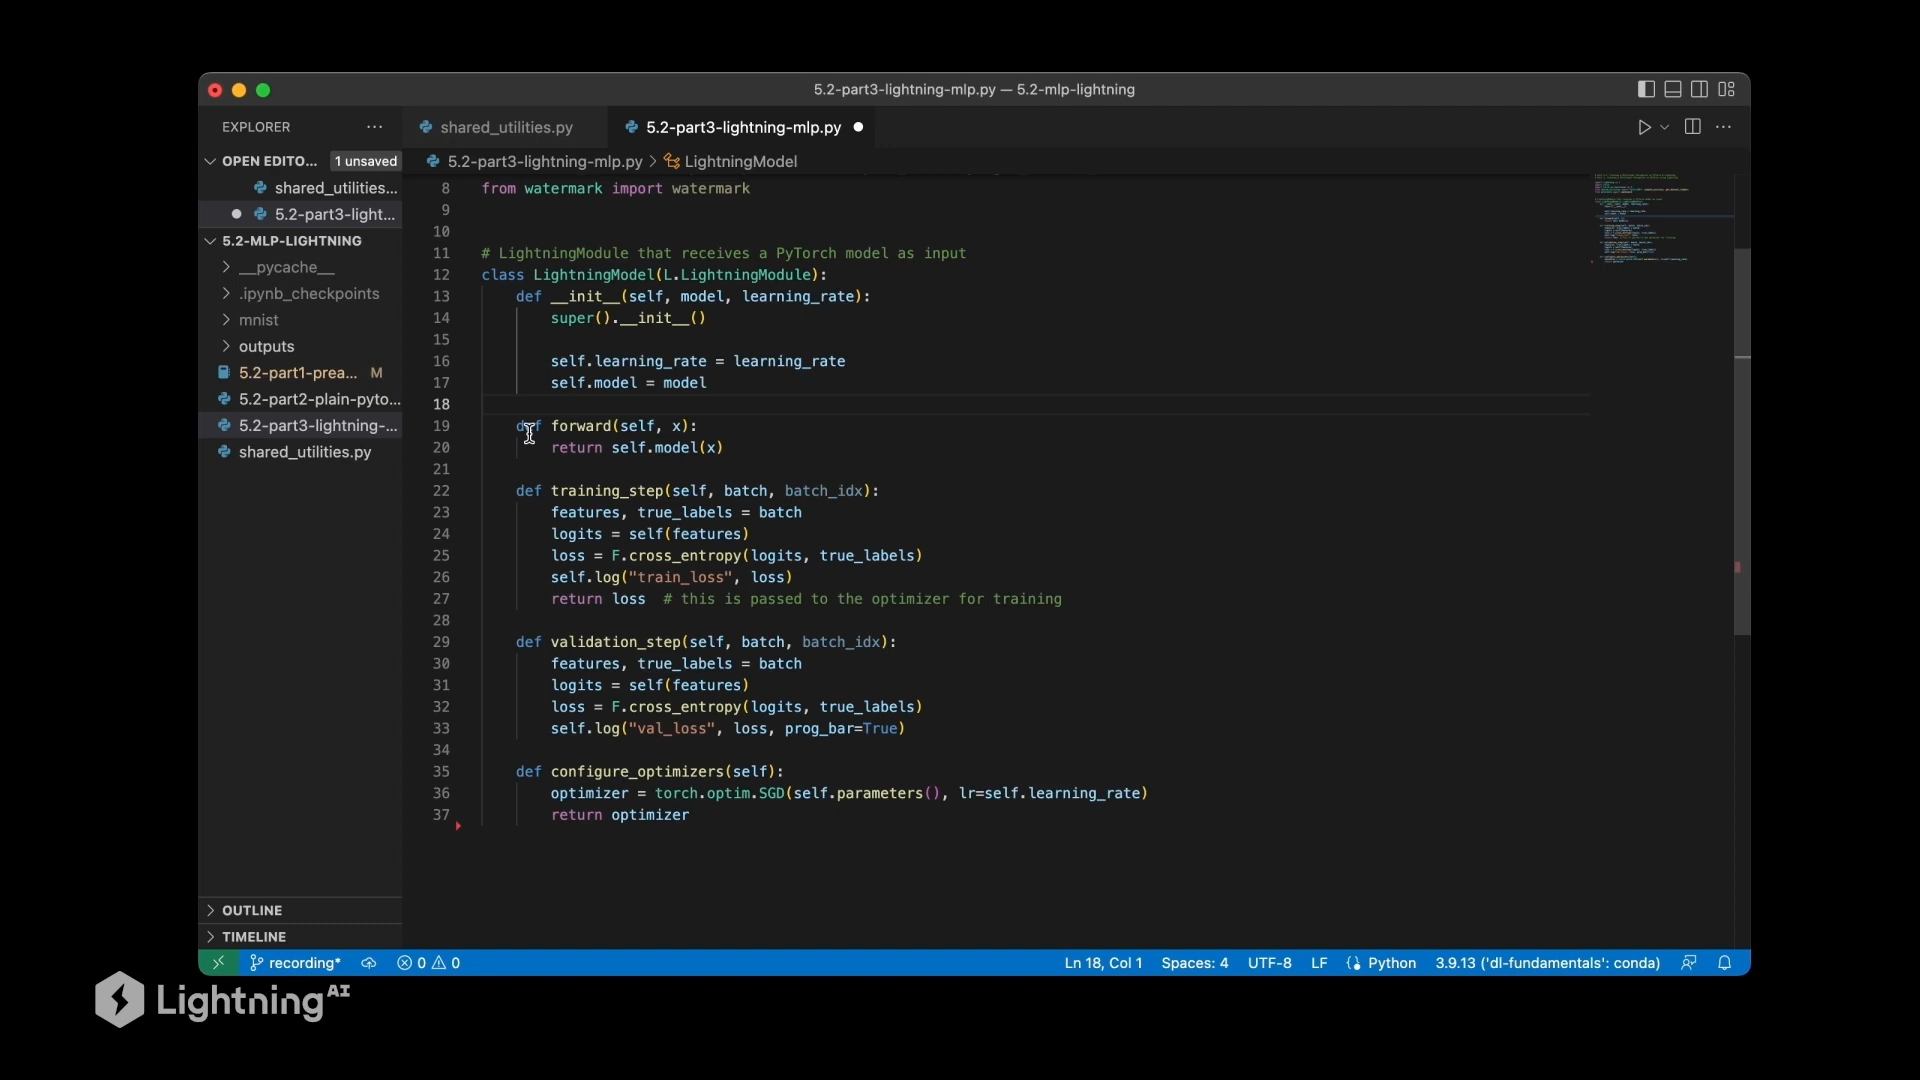 5.2-part3-lightning-mlp.py — 5.2-mlp-lightning
EXPLORER
shared_utilities.py
5.2-part3-lightning-mlp.py
OPEN EDITO... 1 unsaved
5.2-part3-lightning-mlp.py > LightningModel
shared_utilities...
5.2-part3-light...
5.2-MLP-LIGHTNING
__pycache__
.ipynb_checkpoints
mnist
outputs
5.2-part1-prea... M
5.2-part2-plain-pyto...
5.2-part3-lightning-...
shared_utilities.py
OUTLINE
TIMELINE
8 from watermark import watermark
9
10
11 # LightningModule that receives a PyTorch model as input
12 class LightningModel(L.LightningModule):
13     def __init__(self, model, learning_rate):
14         super().__init__()
15
16         self.learning_rate = learning_rate
17         self.model = model
18
19     def forward(self, x):
20         return self.model(x)
21
22     def training_step(self, batch, batch_idx):
23         features, true_labels = batch
24         logits = self(features)
25         loss = F.cross_entropy(logits, true_labels)
26         self.log("train_loss", loss)
27         return loss  # this is passed to the optimizer for training
28
29     def validation_step(self, batch, batch_idx):
30         features, true_labels = batch
31         logits = self(features)
32         loss = F.cross_entropy(logits, true_labels)
33         self.log("val_loss", loss, prog_bar=True)
34
35     def configure_optimizers(self):
36         optimizer = torch.optim.SGD(self.parameters(), lr=self.learning_rate)
37         return optimizer
recording* 0 0 Ln 18, Col 1 Spaces: 4 UTF-8 LF Python 3.9.13 ('dl-fundamentals': conda)
Lightning AI